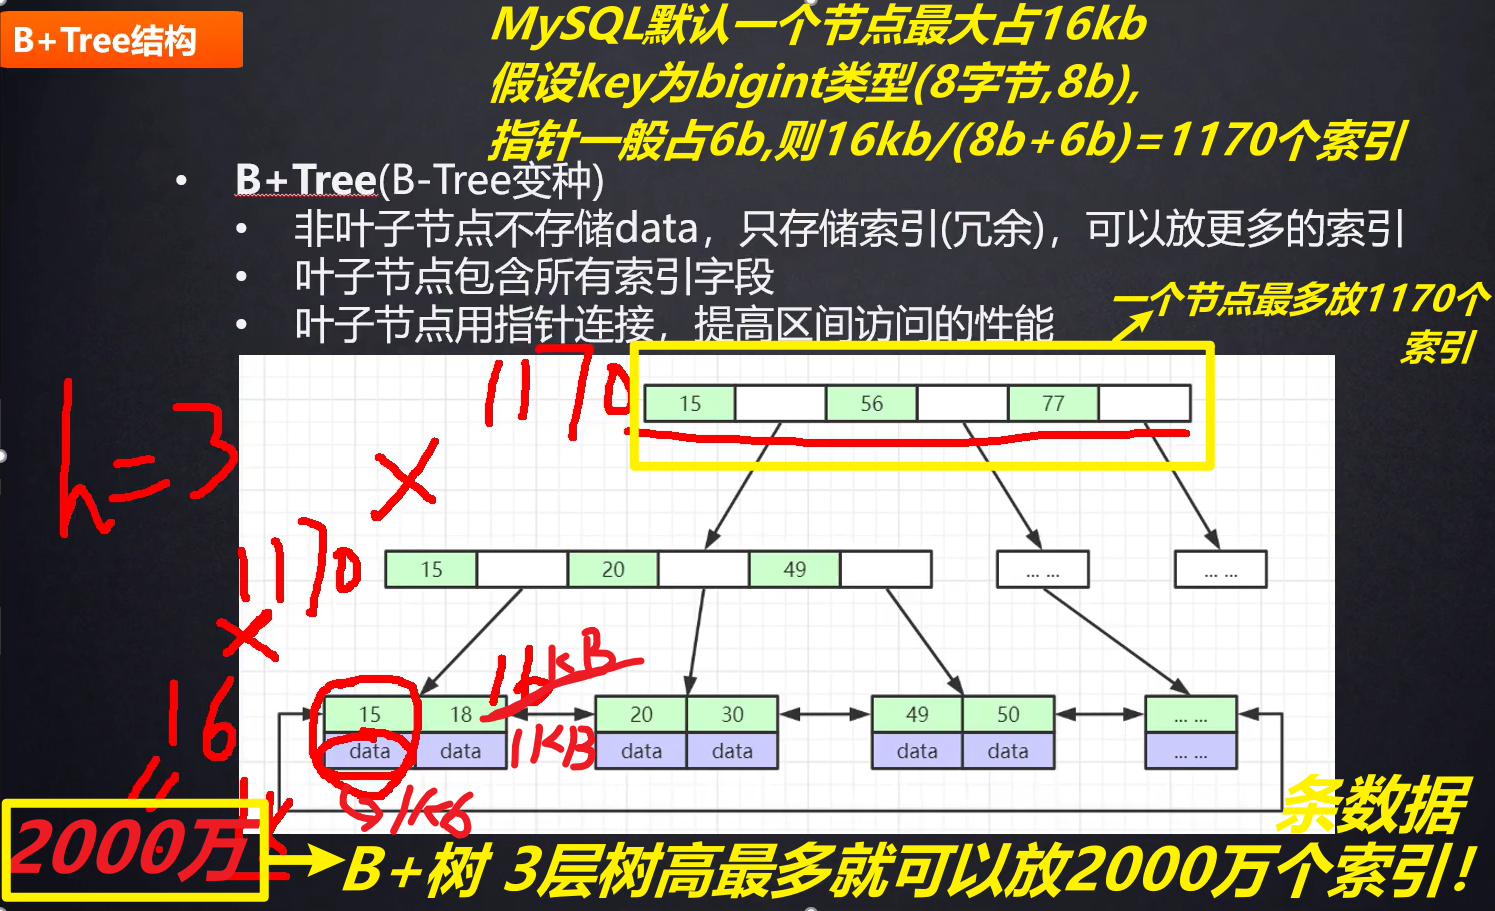 B+Tree结构
MySQL默认一个节点最大占16kb
假设key为bigint类型(8字节,8b),
指针一般占6b,则16kb/(8b+6b)=1170个索引
• B+Tree(B-Tree变种)
• 非叶子节点不存储data，只存储索引(冗余)，可以放更多的索引
• 叶子节点包含所有索引字段
• 叶子节点用指针连接，提高区间访问的性能
一个节点最多放1170个
索引
1170
15 56 77
h=3
×
1170
15 20 49 ... ... ... ...
×
16KB
16
15 18 20 30 49 50 ... ...
data data data data data data ... ...
1KB
1KB
条数据
2000万
B+树 3层树高最多就可以放2000万个索引！